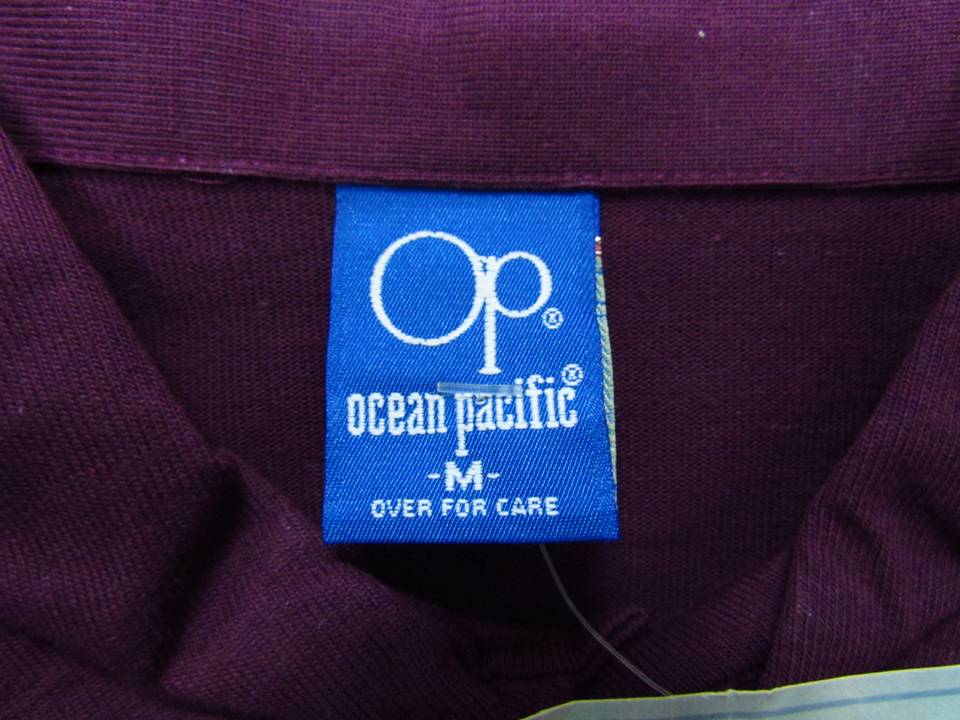 Op®
ocean pacific®
-M-
OVER FOR CARE